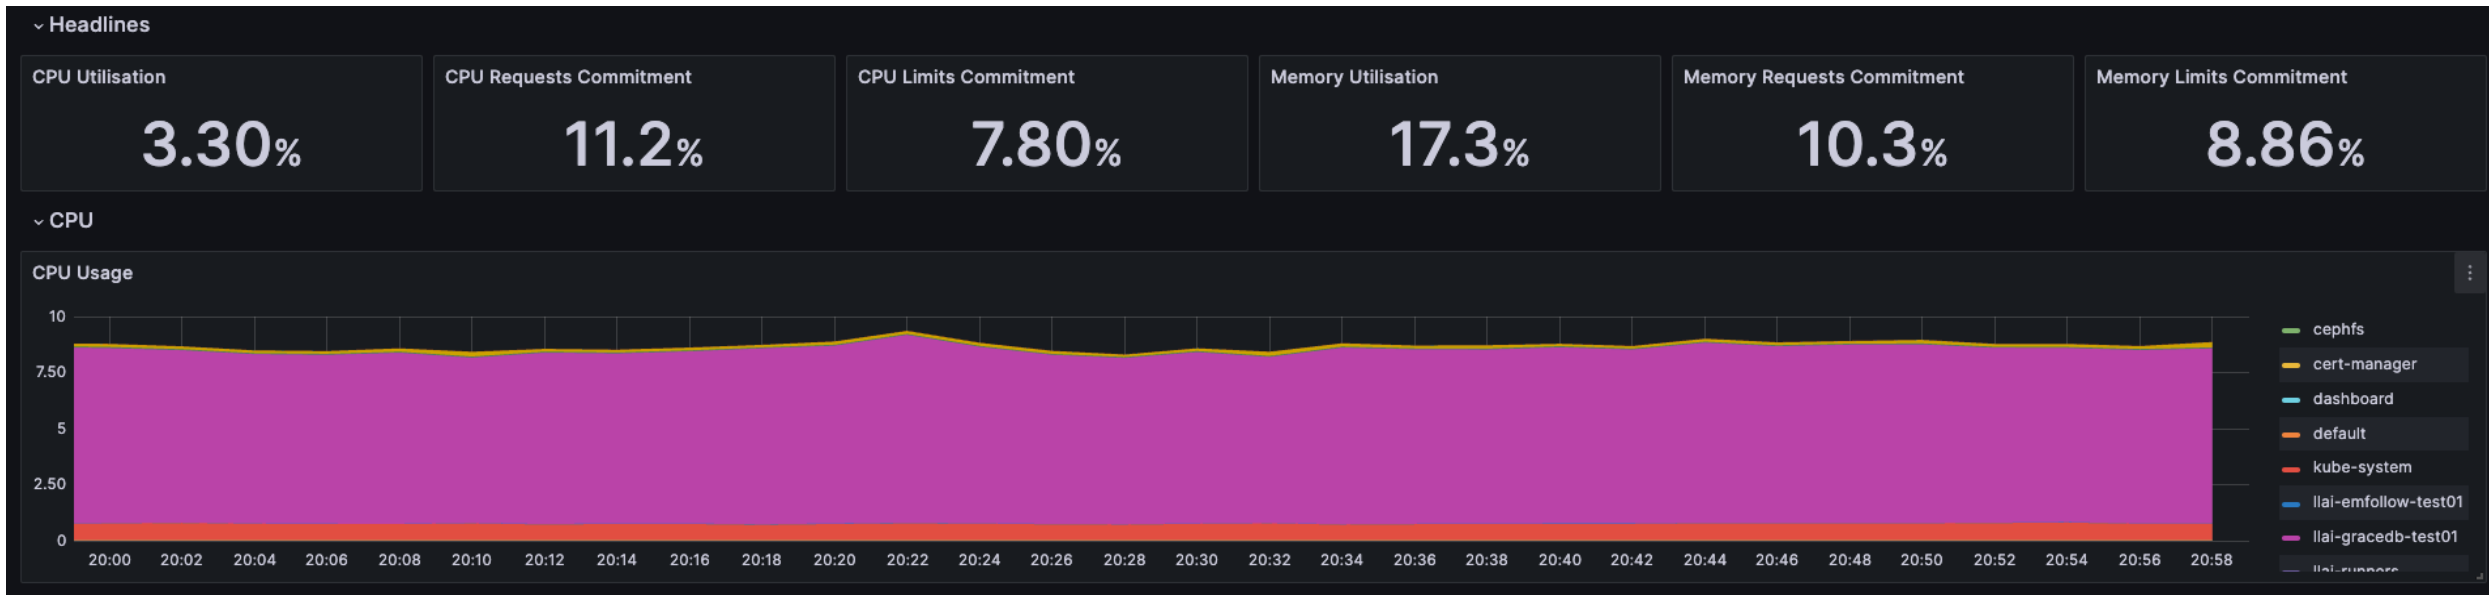 Headlines
CPU Utilisation
3.30%
CPU Requests Commitment
11.2%
CPU Limits Commitment
7.80%
Memory Utilisation
17.3%
Memory Requests Commitment
10.3%
Memory Limits Commitment
8.86%
CPU
CPU Usage
10
7.50
5
2.50
0
20:00 20:02 20:04 20:06 20:08 20:10 20:12 20:14 20:16 20:18 20:20 20:22 20:24 20:26 20:28 20:30 20:32 20:34 20:36 20:38 20:40 20:42 20:44 20:46 20:48 20:50 20:52 20:54 20:56 20:58
cephfs
cert-manager
dashboard
default
kube-system
llai-emfollow-test01
llai-gracedb-test01
llai-runners